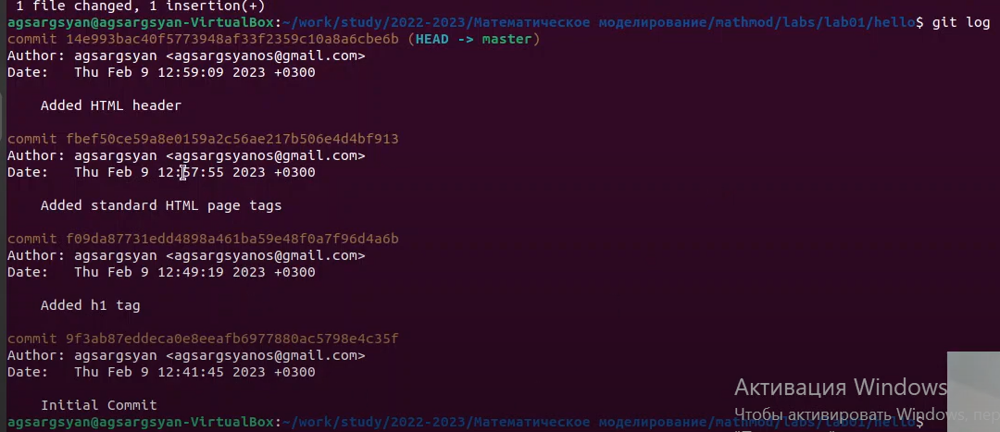 1 file changed, 1 insertion(+)
agsargsyan@agsargsyan-VirtualBox:~/work/study/2022-2023/Математическое моделирование/mathmod/labs/lab01/hello$ git log
commit 14e993bac40f5773948af33f2359c10a8a6cbe6b (HEAD -> master)
Author: agsargsyan <agsargsyanos@gmail.com>
Date:   Thu Feb 9 12:59:09 2023 +0300
Added HTML header
commit fbef50ce59a8e0159a2c56ae217b506e4d4bf913
Author: agsargsyan <agsargsyanos@gmail.com>
Date:   Thu Feb 9 12:57:55 2023 +0300
Added standard HTML page tags
commit f09da87731edd4898a461ba59e48f0a7f96d4a6b
Author: agsargsyan <agsargsyanos@gmail.com>
Date:   Thu Feb 9 12:49:19 2023 +0300
Added h1 tag
commit 9f3ab87eddeca0e8eeafb6977880ac5798e4c35f
Author: agsargsyan <agsargsyanos@gmail.com>
Date:   Thu Feb 9 12:41:45 2023 +0300
Активация Windows
Initial Commit
Чтобы активировать Windows, пер
agsargsyan@agsargsyan-VirtualBox:~/work/study/2022-2023/Математическое моделирование/mathmod/labs/lab01/hello$